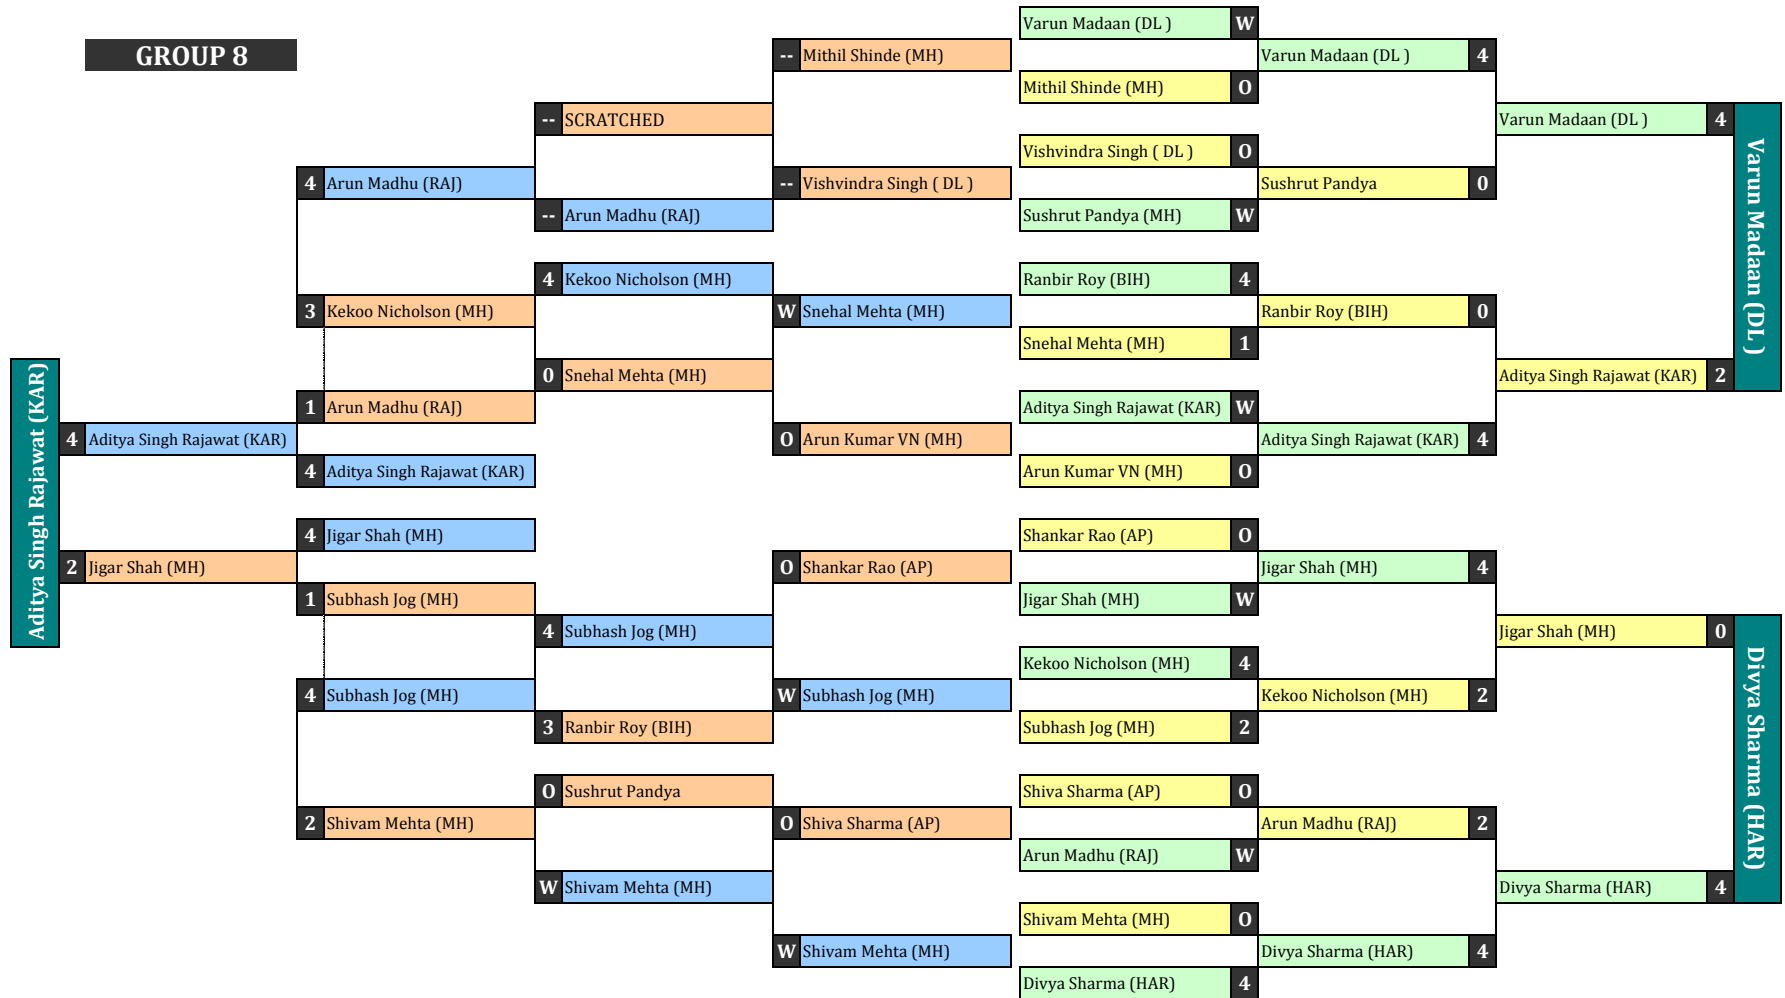 Varun Madaan (DL ) W
GROUP 8
-- Mithil Shinde (MH)
Varun Madaan (DL ) 4
Mithil Shinde (MH) O
-- SCRATCHED
Varun Madaan (DL ) 4
Vishvindra Singh ( DL ) O
4 Arun Madhu (RAJ)
-- Vishvindra Singh ( DL )
Sushrut Pandya 0
-- Arun Madhu (RAJ)
Sushrut Pandya (MH) W
Varun Madaan (DL )
4 Kekoo Nicholson (MH)
Ranbir Roy (BIH) 4
3 Kekoo Nicholson (MH)
W Snehal Mehta (MH)
Ranbir Roy (BIH) 0
Snehal Mehta (MH) 1
0 Snehal Mehta (MH)
Aditya Singh Rajawat (KAR) 2
1 Arun Madhu (RAJ)
Aditya Singh Rajawat (KAR) W
Aditya Singh Rajawat (KAR)
4 Aditya Singh Rajawat (KAR)
O Arun Kumar VN (MH)
Aditya Singh Rajawat (KAR) 4
4 Aditya Singh Rajawat (KAR)
Arun Kumar VN (MH) O
4 Jigar Shah (MH)
Shankar Rao (AP) O
2 Jigar Shah (MH)
O Shankar Rao (AP)
Jigar Shah (MH) 4
1 Subhash Jog (MH)
Jigar Shah (MH) W
4 Subhash Jog (MH)
Jigar Shah (MH) 0
Kekoo Nicholson (MH) 4
4 Subhash Jog (MH)
W Subhash Jog (MH)
Kekoo Nicholson (MH) 2
3 Ranbir Roy (BIH)
Subhash Jog (MH) 2
Divya Sharma (HAR)
O Sushrut Pandya
Shiva Sharma (AP) O
2 Shivam Mehta (MH)
O Shiva Sharma (AP)
Arun Madhu (RAJ) 2
Arun Madhu (RAJ) W
W Shivam Mehta (MH)
Divya Sharma (HAR) 4
Shivam Mehta (MH) O
W Shivam Mehta (MH)
Divya Sharma (HAR) 4
Divya Sharma (HAR) 4